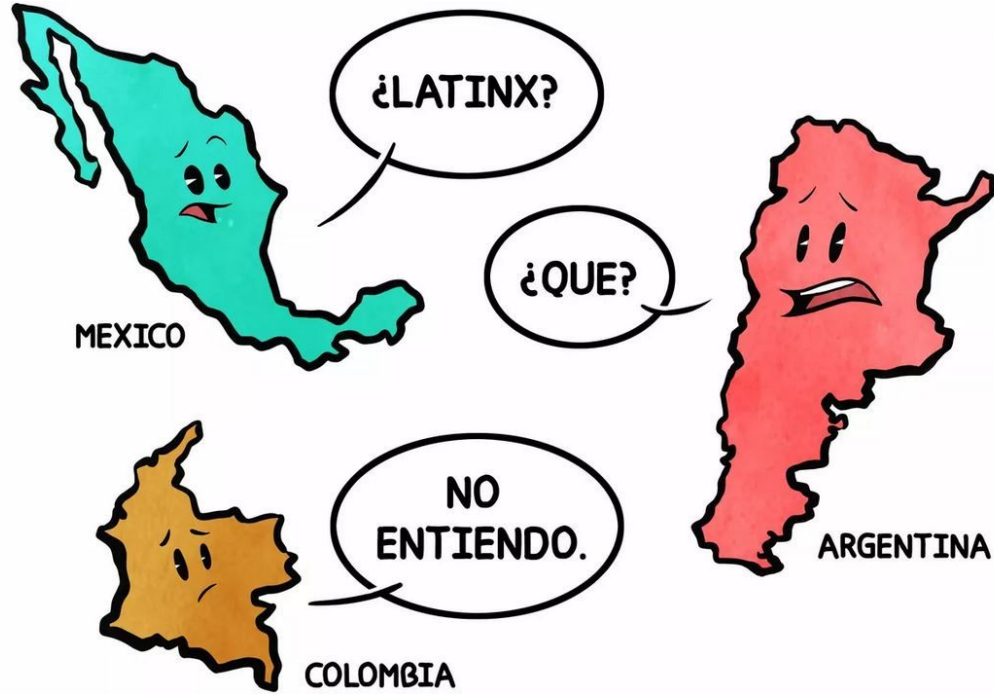 ¿LATINX?
¿QUE?
MEXICO
NO
ENTIENDO.
ARGENTINA
COLOMBIA